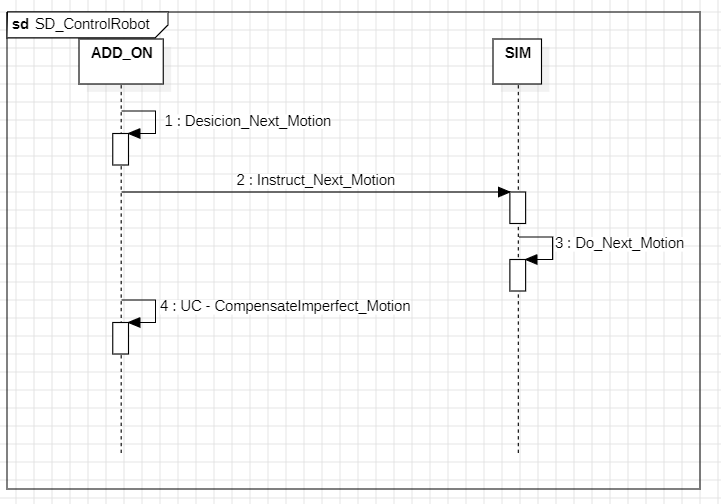 sd SD_ControlRobot
ADD_ON
SIM
1 : Desicion_Next_Motion
2 : Instruct_Next_Motion
3 : Do_Next_Motion
4 : UC - CompensateImperfect_Motion